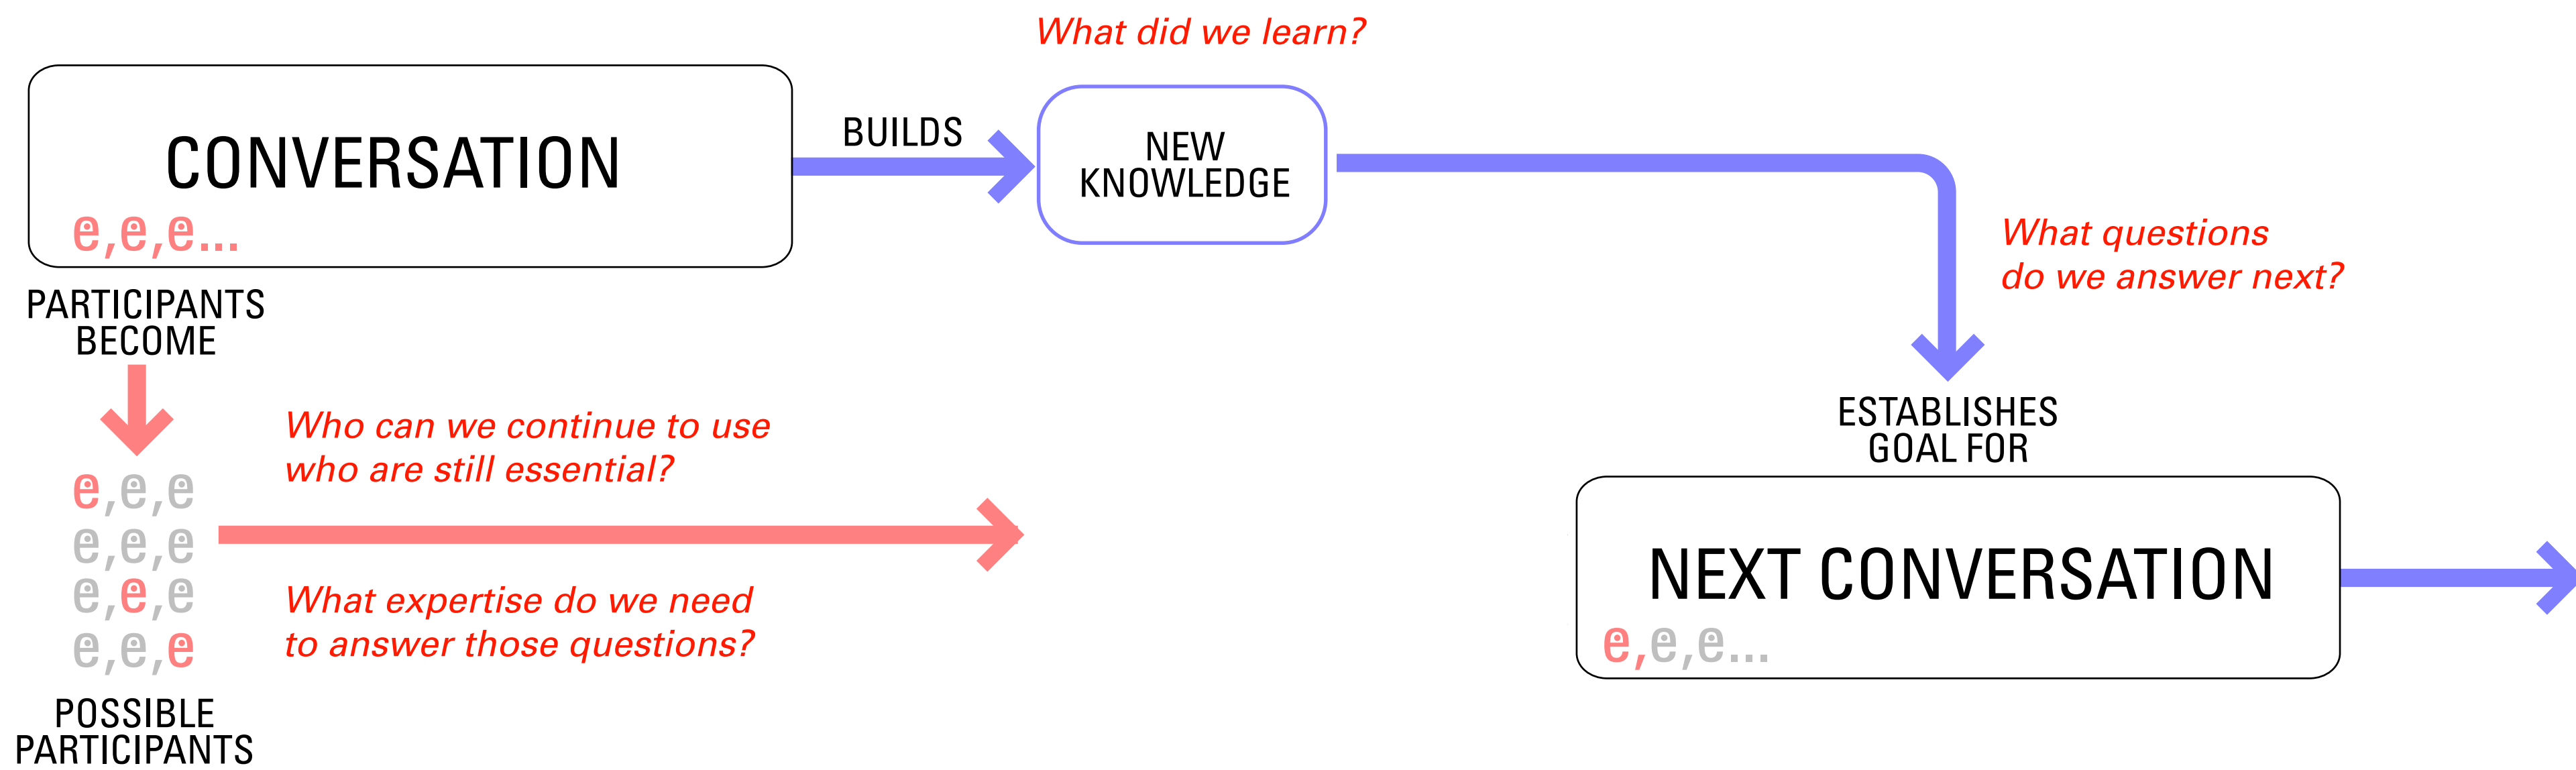 What did we learn?
CONVERSATION
e,e,e...
BUILDS
NEW
KNOWLEDGE
What questions
do we answer next?
PARTICIPANTS
BECOME
Who can we continue to use
who are still essential?
e,e,e
e,e,e
e,e,e
e,e,e
What expertise do we need
to answer those questions?
POSSIBLE
PARTICIPANTS
ESTABLISHES
GOAL FOR
NEXT CONVERSATION
e,e,e...